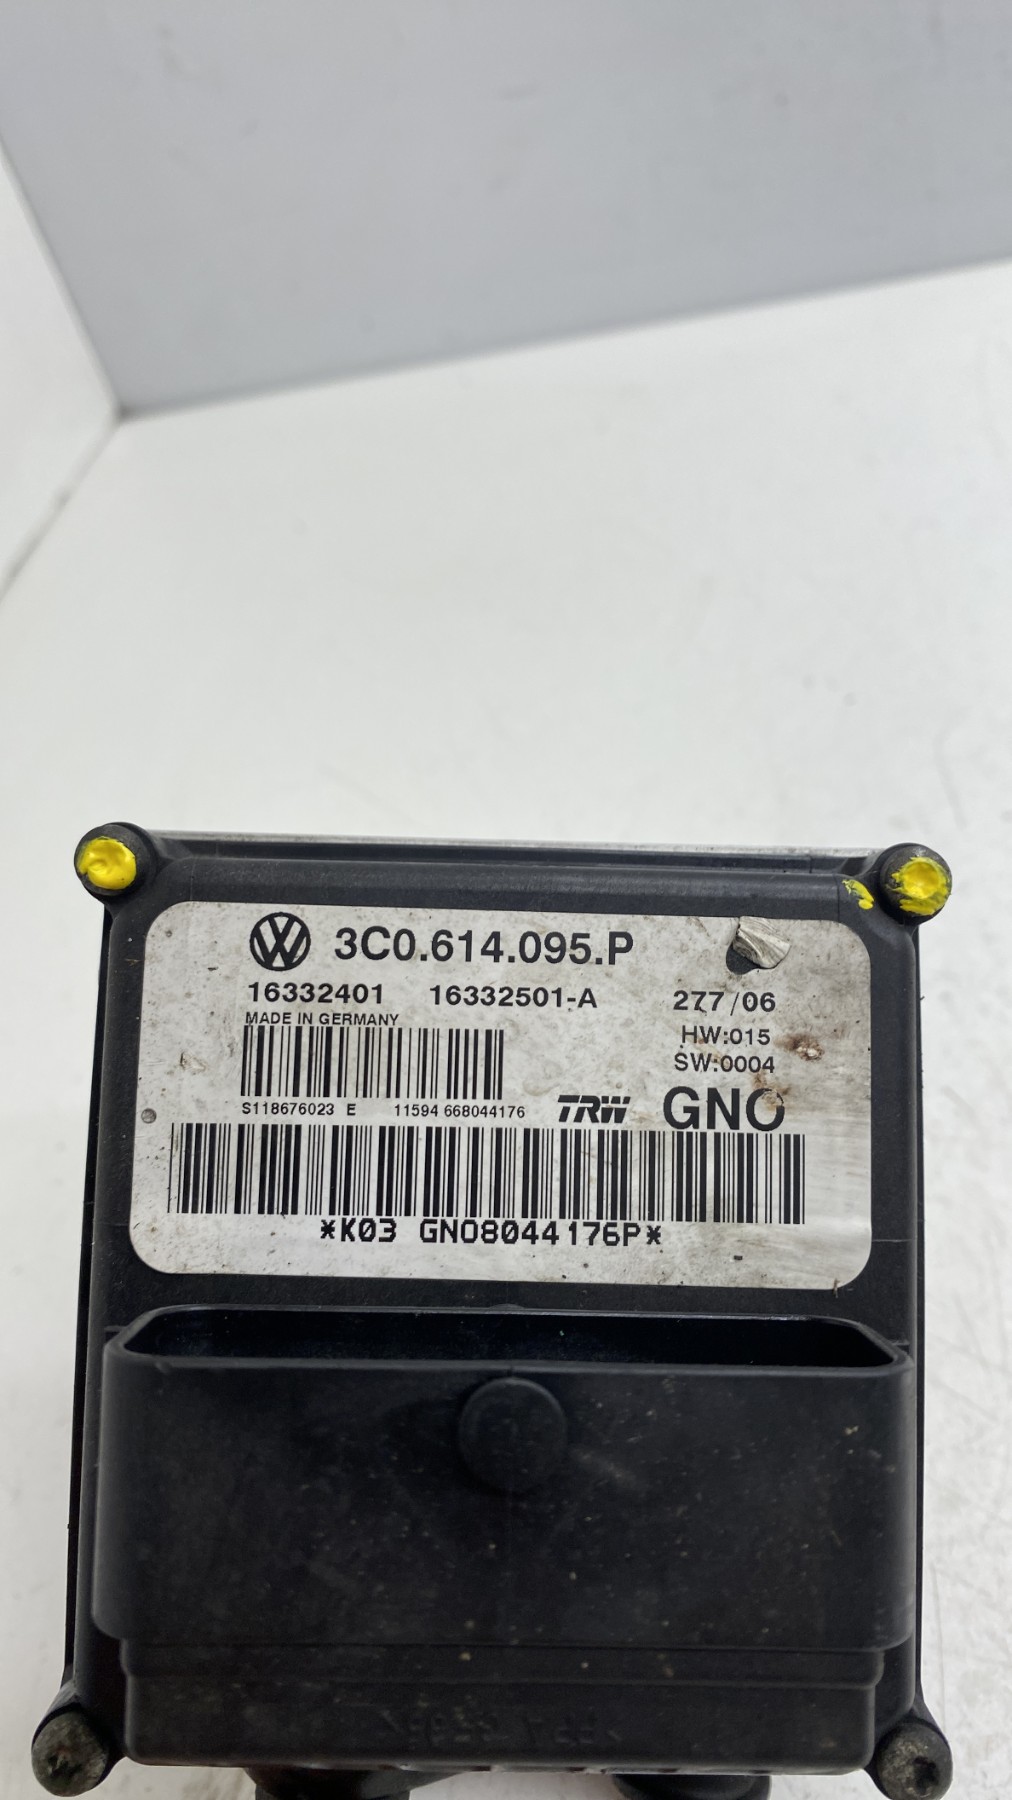 3C0.614.095.P
16332401 16332501-A 277/06
MADE IN GERMANY
HW:015
SW:0004
S118676023 E 11594 668044176 TRW GNO
*K03 GNO8044176P*